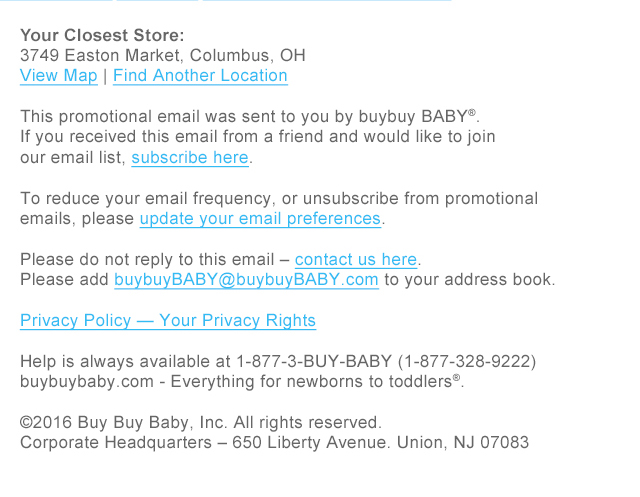 Your Closest Store:
3749 Easton Market, Columbus, OH
View Map | Find Another Location
This promotional email was sent to you by buybuy BABY®.
If you received this email from a friend and would like to join
our email list, subscribe here.
To reduce your email frequency, or unsubscribe from promotional
emails, please update your email preferences.
Please do not reply to this email – contact us here.
Please add buybuyBABY@buybuyBABY.com to your address book.
Privacy Policy — Your Privacy Rights
Help is always available at 1-877-3-BUY-BABY (1-877-328-9222)
buybuybaby.com - Everything for newborns to toddlers®.
©2016 Buy Buy Baby, Inc. All rights reserved.
Corporate Headquarters – 650 Liberty Avenue. Union, NJ 07083